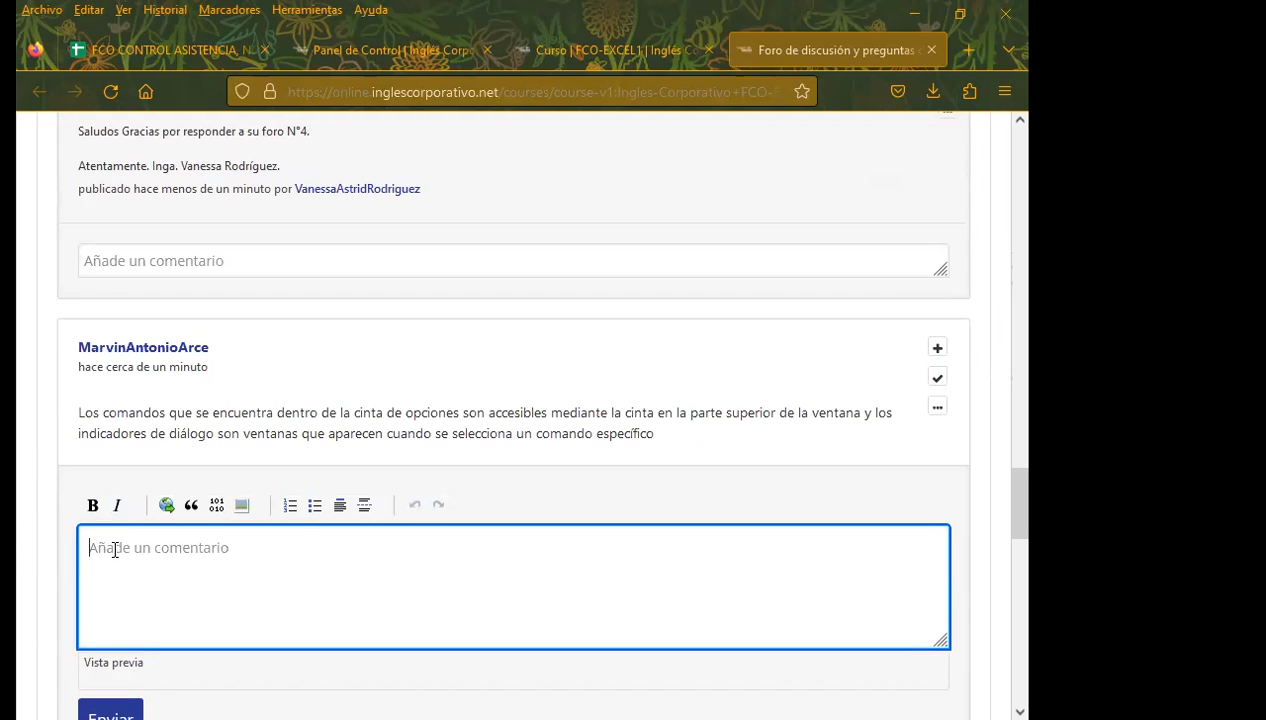 Archivo Editar Ver Historial Marcadores Herramientas Ayuda
FCO CONTROL ASISTENCIA, N
Panel de Control | Inglés Corpo
Curso | FCO-EXCEL1 | Inglés Co
Foro de discusión y preguntas
https://online.inglescorporativo.net/courses/course-v1:Ingles-Corporativo+FCO-
Saludos Gracias por responder a su foro N°4.
Atentamente. Inga. Vanessa Rodríguez.
publicado hace menos de un minuto por VanessaAstridRodriguez
Añade un comentario
MarvinAntonioArce
hace cerca de un minuto
Los comandos que se encuentra dentro de la cinta de opciones son accesibles mediante la cinta en la parte superior de la ventana y los
indicadores de diálogo son ventanas que aparecen cuando se selecciona un comando específico
B I 101 010
Añade un comentario
Vista previa
Enviar